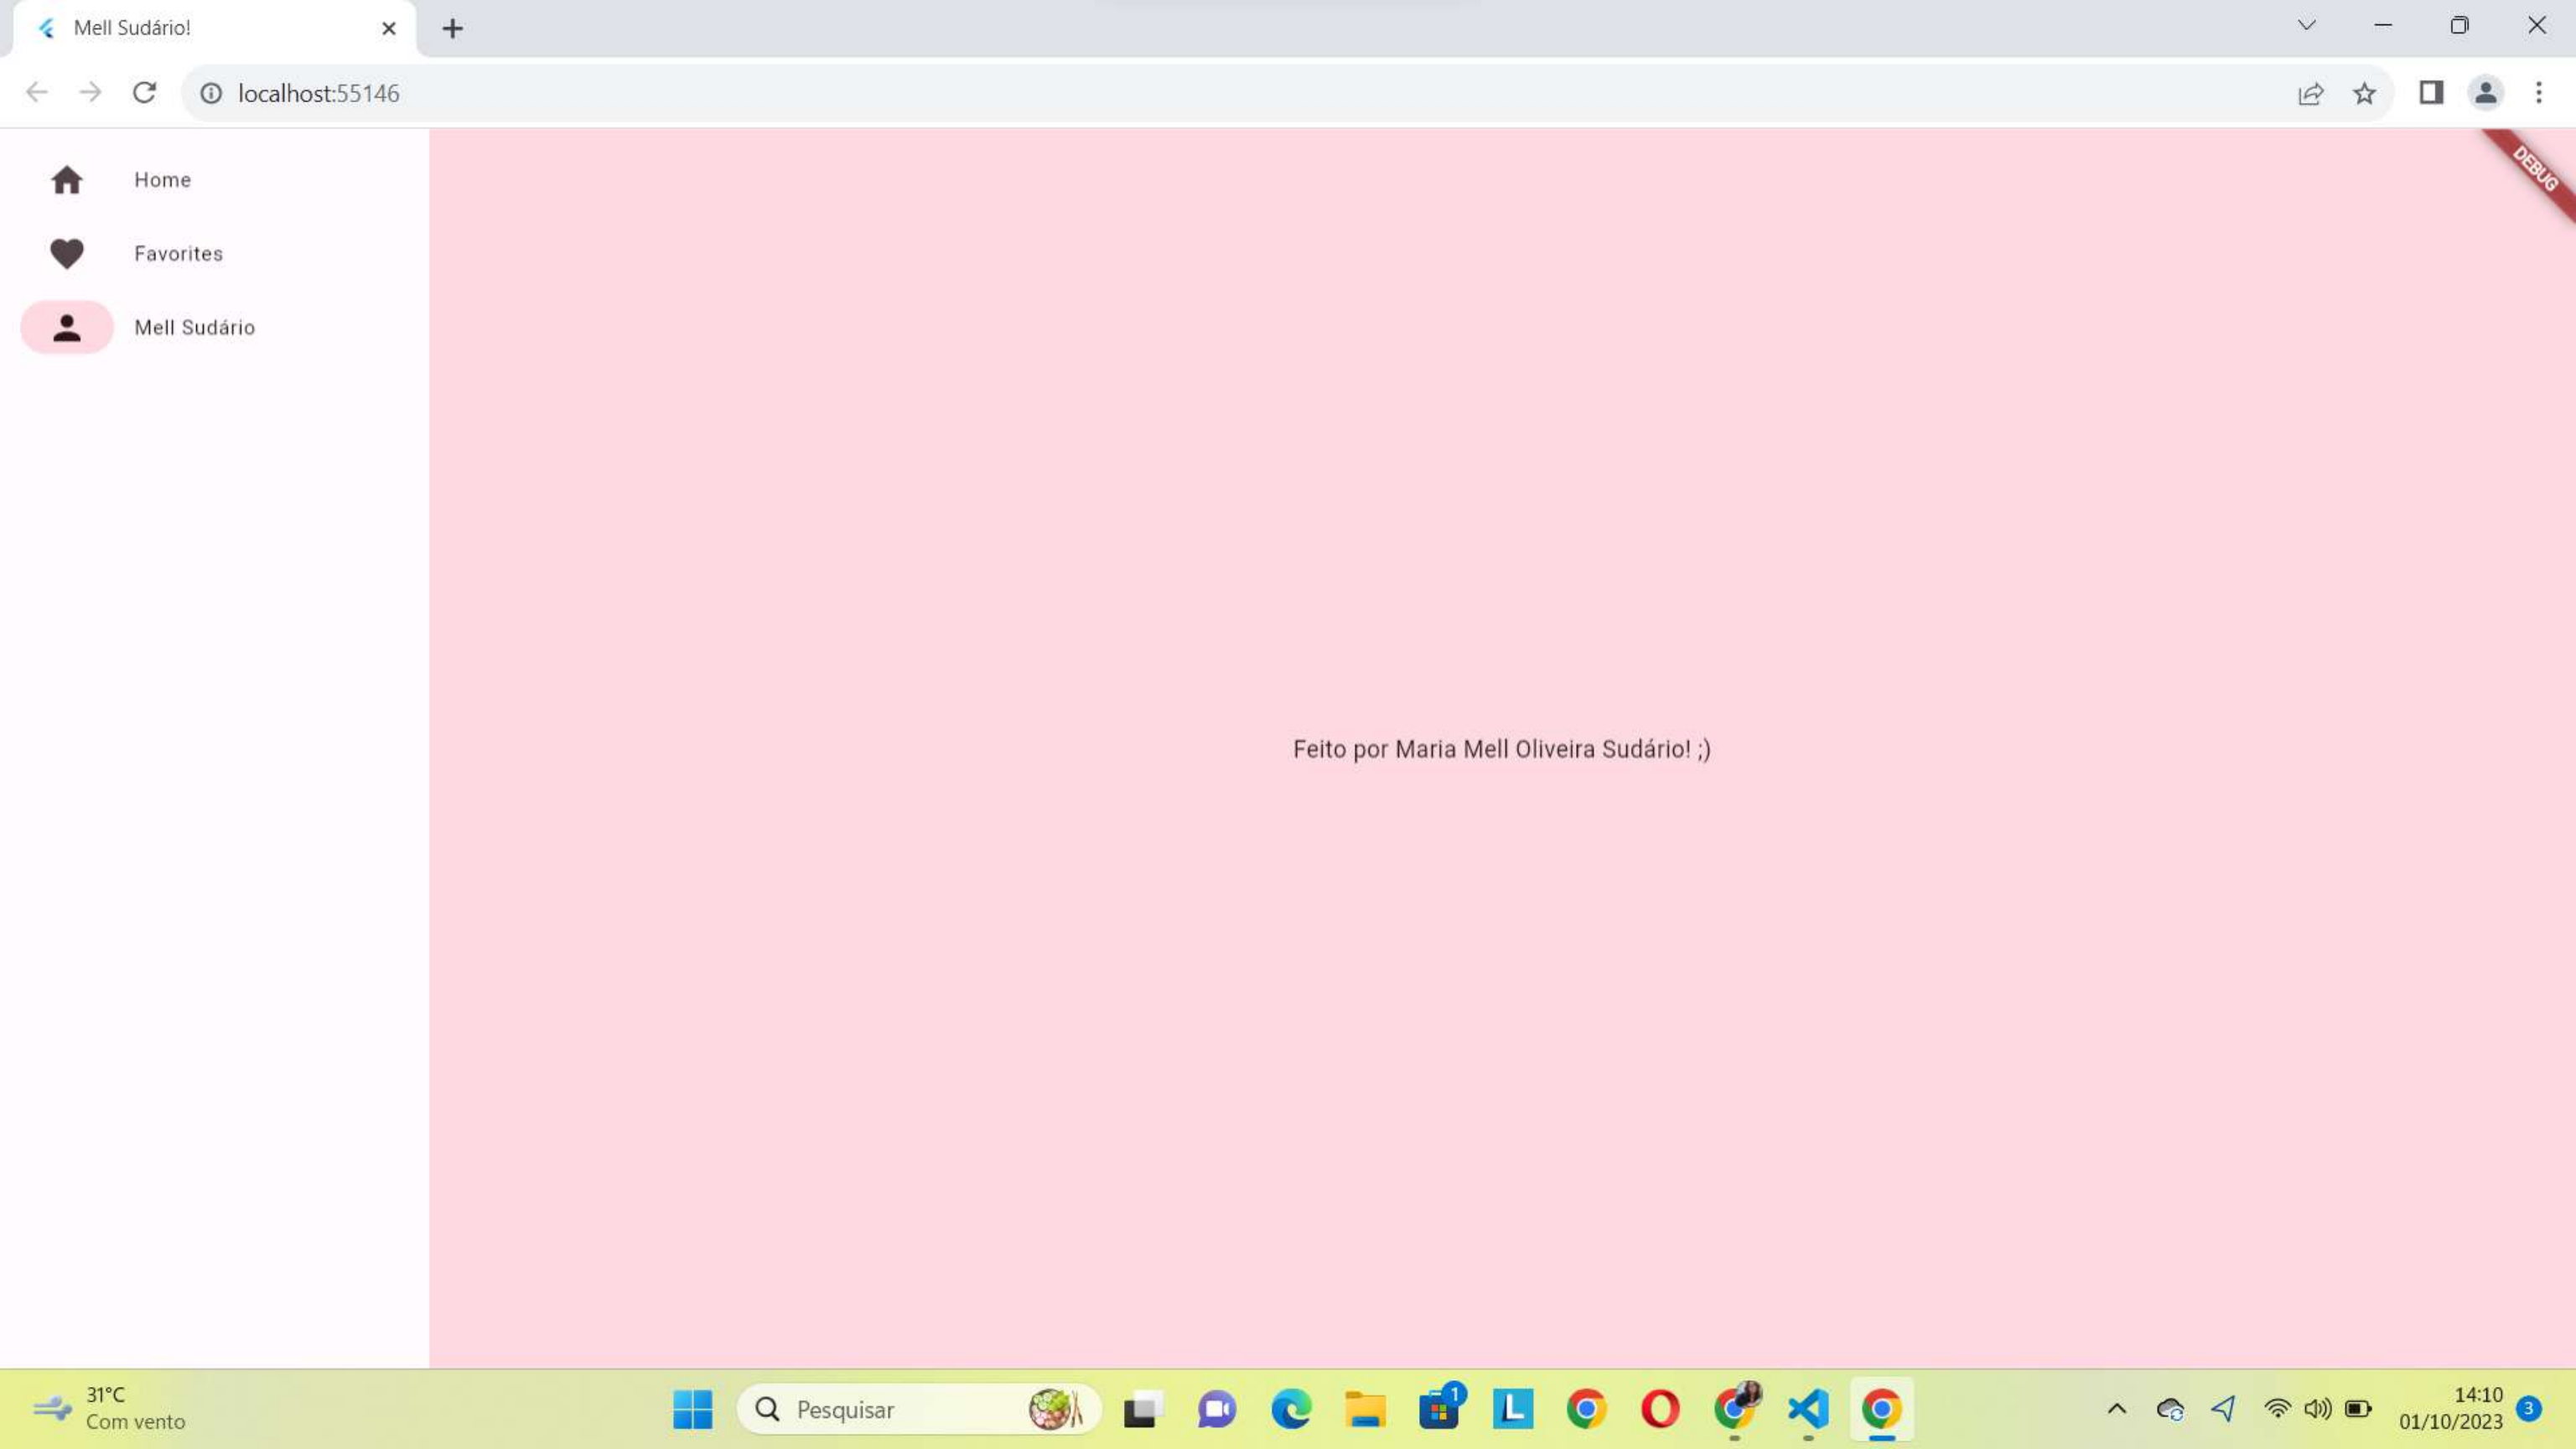 Mell Sudário!
localhost:55146
Home
Favorites
Mell Sudário
DEBUG
Feito por Maria Mell Oliveira Sudário! ;)
31°C
Com vento
Pesquisar
1
L
14:10
01/10/2023
3